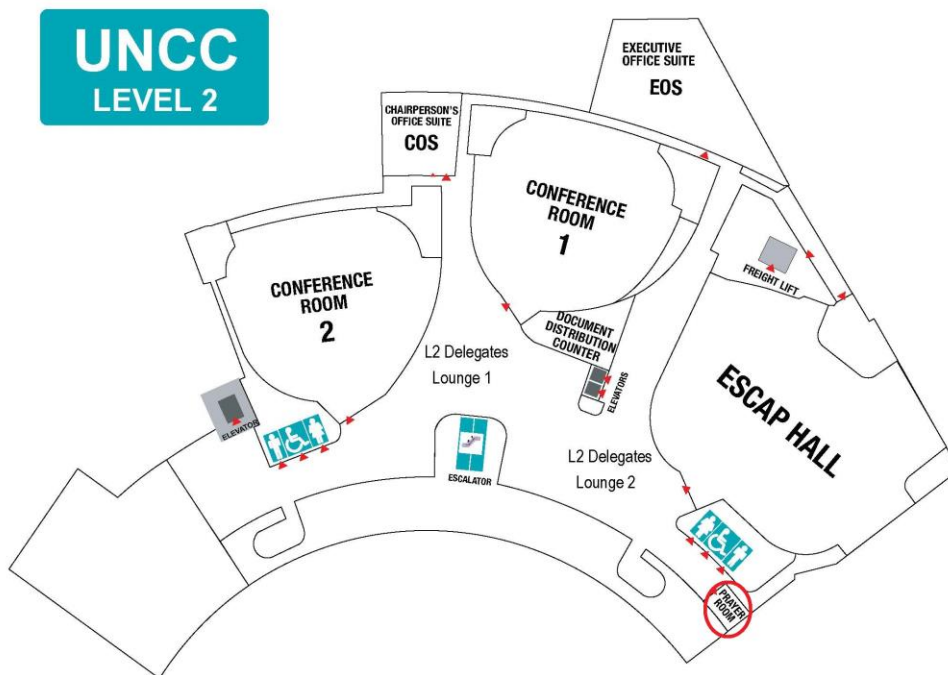 UNCC
LEVEL 2
EXECUTIVE
OFFICE SUITE
EOS
CHAIRPERSON'S
OFFICE SUITE
COS
CONFERENCE
ROOM
1
CONFERENCE
ROOM
2
FREIGHT LIFT
DOCUMENT
DISTRIBUTION
COUNTER
L2 Delegates
Lounge 1
ELEVATORS
ESCAP HALL
ELEVATOR
L2 Delegates
Lounge 2
ESCALATOR
PRAYER
ROOM